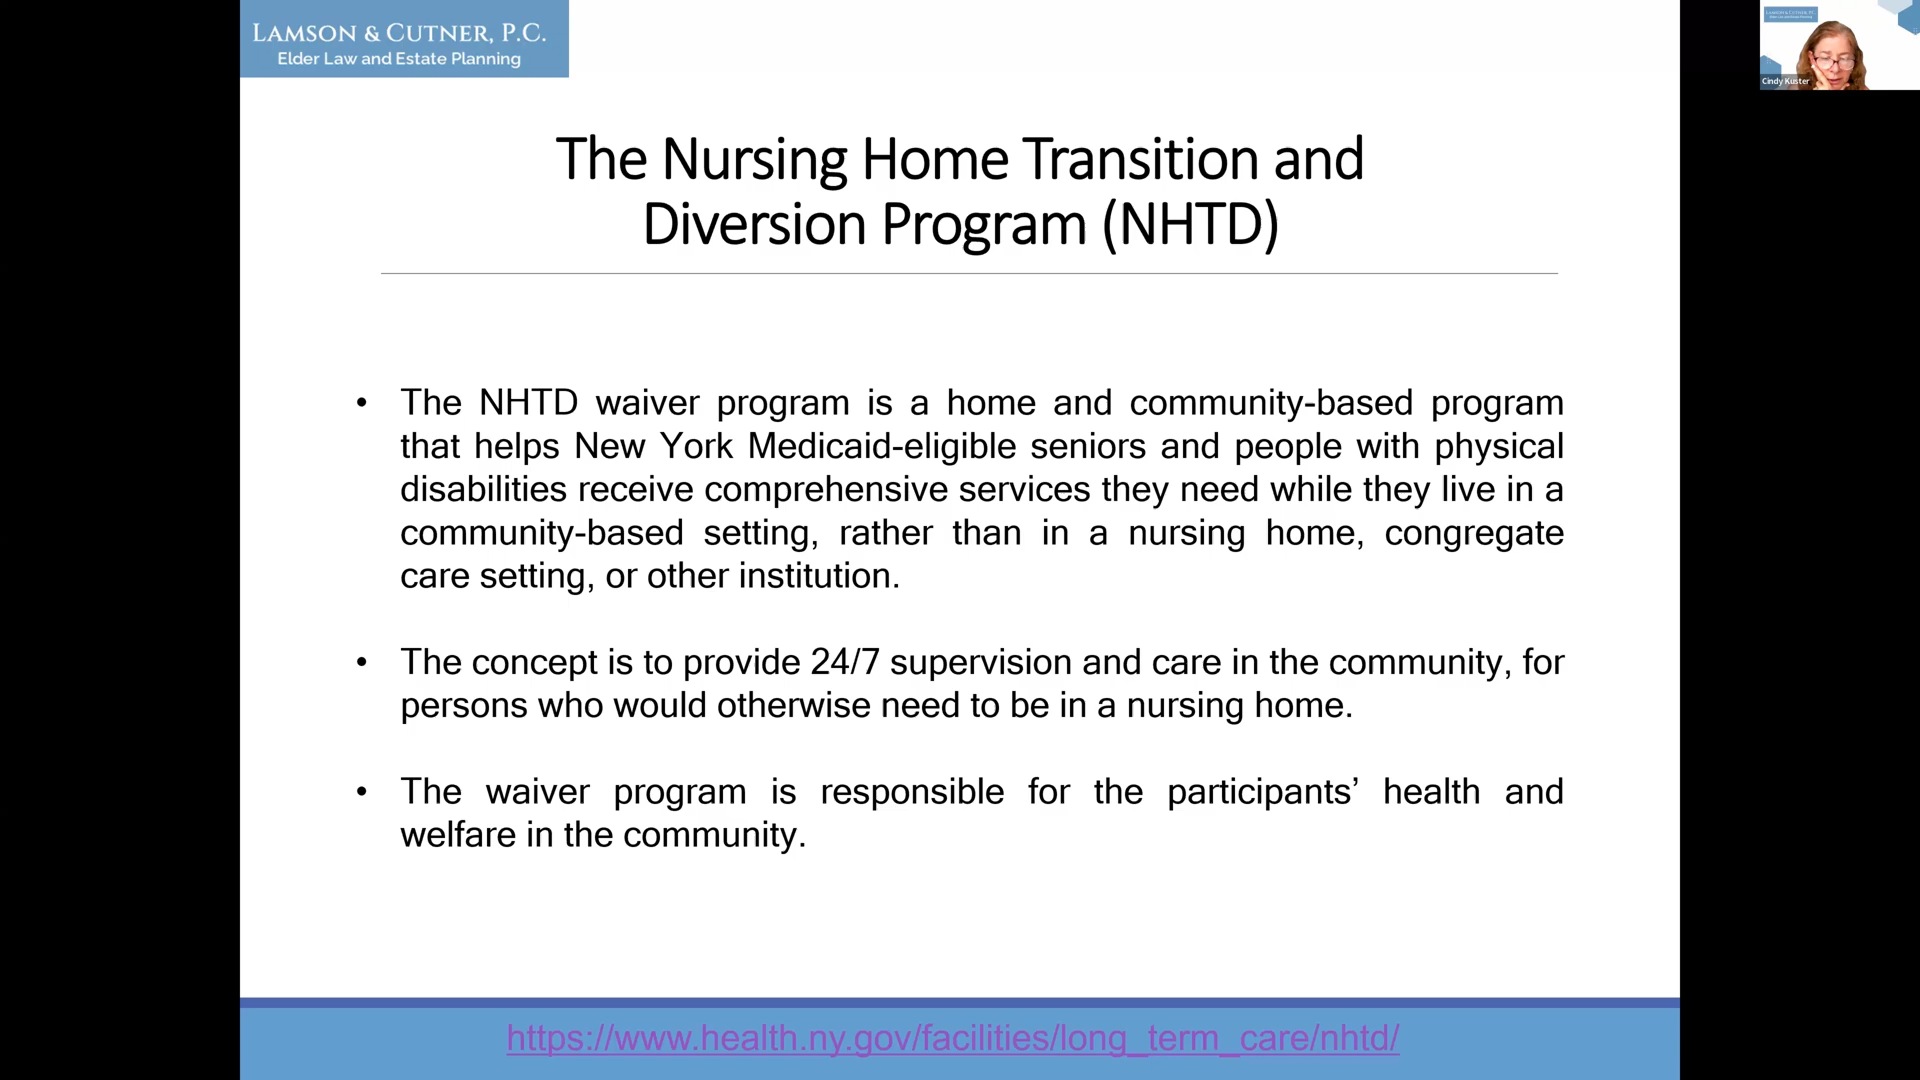 LAMSON & CUTNER, P.C.
Elder Law and Estate Planning
Cindy Kuster
The Nursing Home Transition and
Diversion Program (NHTD)
• The NHTD waiver program is a home and community-based program
that helps New York Medicaid-eligible seniors and people with physical
disabilities receive comprehensive services they need while they live in a
community-based setting, rather than in a nursing home, congregate
care setting, or other institution.
• The concept is to provide 24/7 supervision and care in the community, for
persons who would otherwise need to be in a nursing home.
• The waiver program is responsible for the participants’ health and
welfare in the community.
https://www.health.ny.gov/facilities/long_term_care/nhtd/